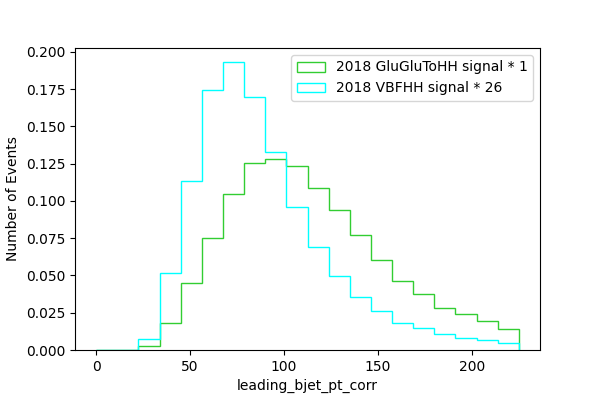 0.200
0.175
0.150
0.125
0.100
0.075
0.050
0.025
0.000
Number of Events
2018 GluGluToHH signal * 1
2018 VBFHH signal * 26
0 50 100 150 200
leading_bjet_pt_corr